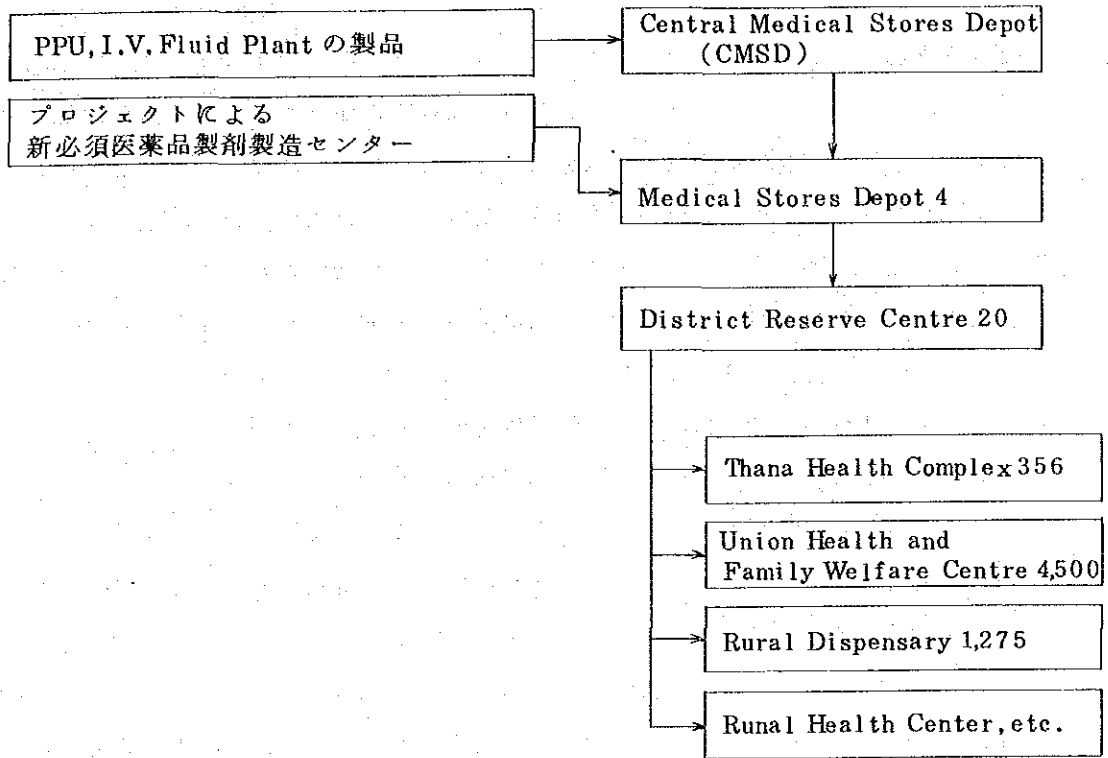 PPU, I.V. Fluid Plant の製品
Central Medical Stores Depot
(CMSD)
プロジェクトによる
新必須医薬品製剤製造センター
Medical Stores Depot 4
District Reserve Centre 20
Thana Health Complex 356
Union Health and
Family Welfare Centre 4,500
Rural Dispensary 1,275
Runal Health Center, etc.